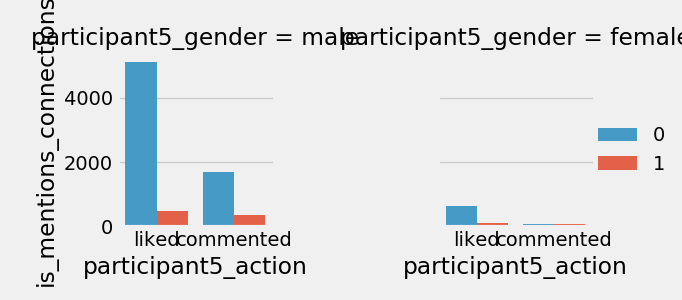 participant5_gender = male
participant5_gender = female
is_mentions_connections
4000
2000
0
liked
commented
participant5_action
liked
commented
participant5_action
0
1